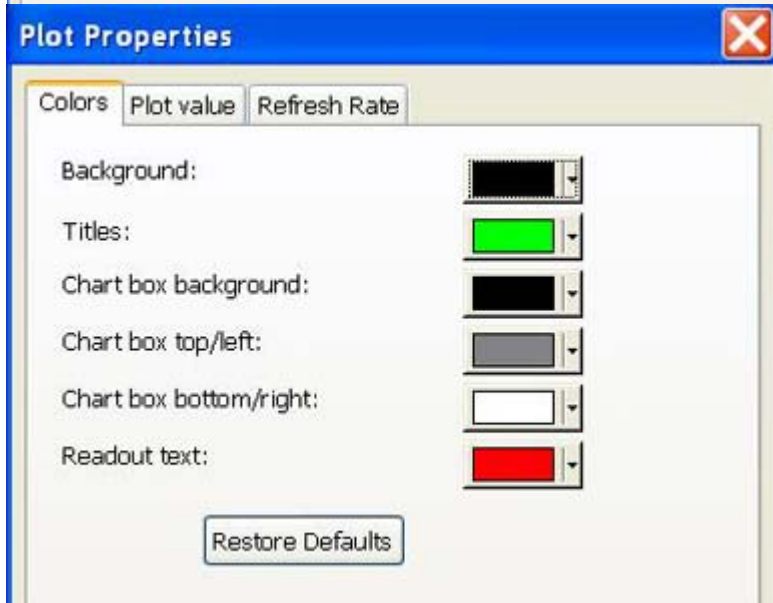 Plot Properties
Colors Plot value Refresh Rate
Background:
Titles:
Chart box background:
Chart box top/left:
Chart box bottom/right:
Readout text:
Restore Defaults